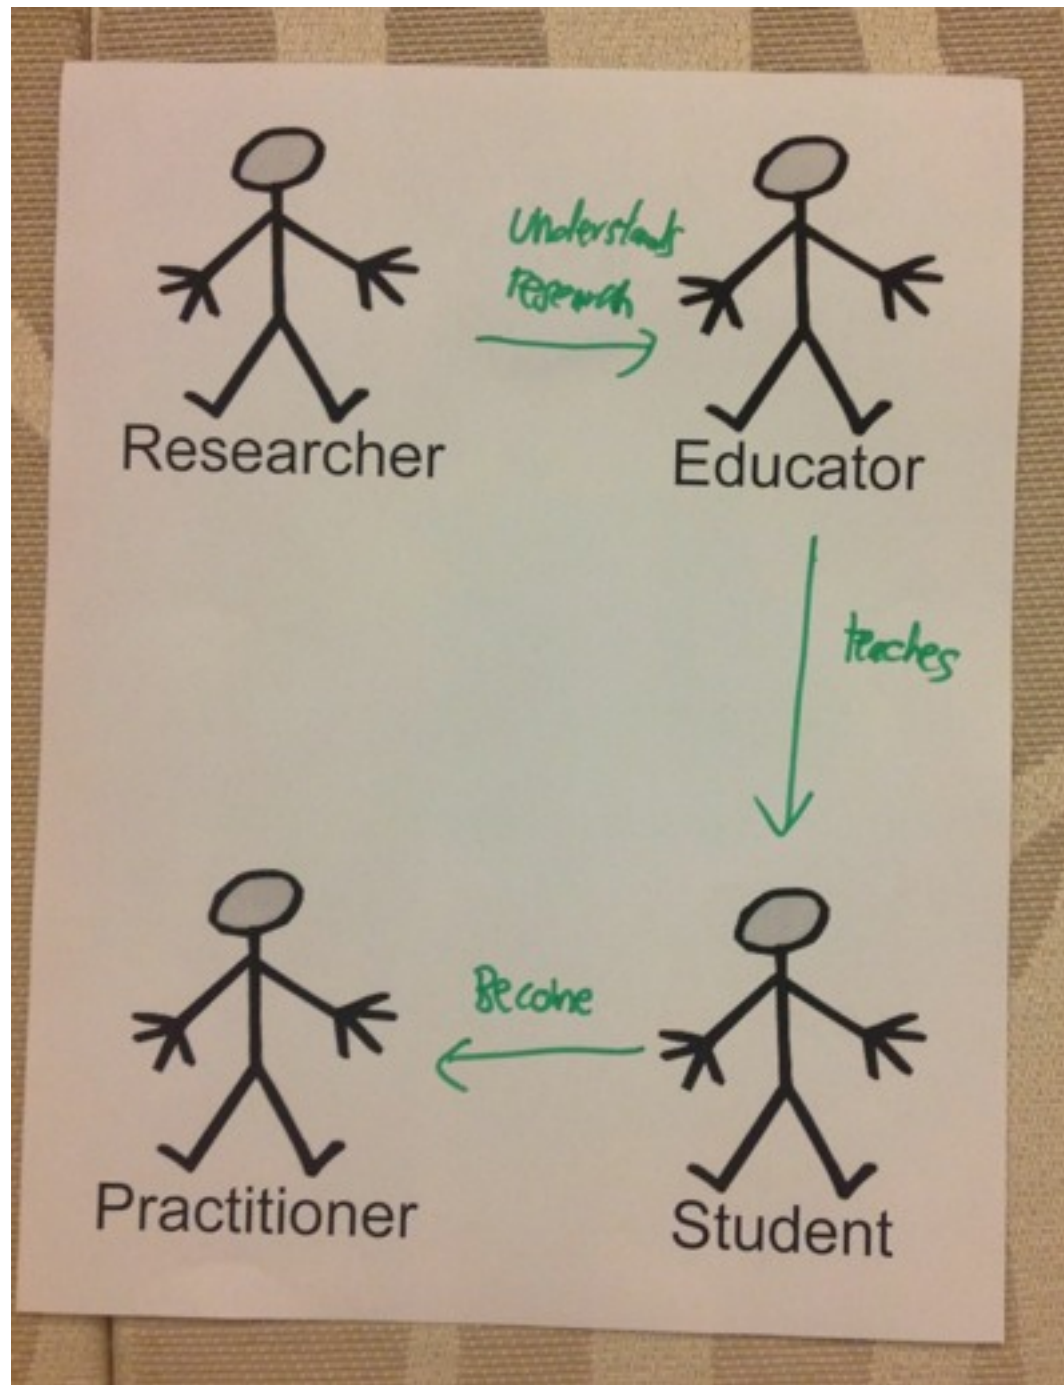 Understands
research
Researcher
Educator
teaches
Become
Practitioner
Student